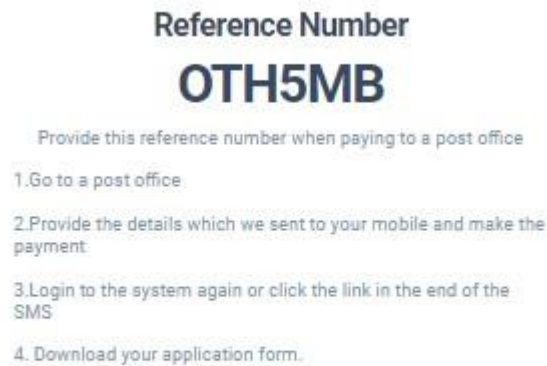 Reference Number
OTH5MB
Provide this reference number when paying to a post office
1.Go to a post office
2.Provide the details which we sent to your mobile and make the
payment
3.Login to the system again or click the link in the end of the
SMS
4. Download your application form.